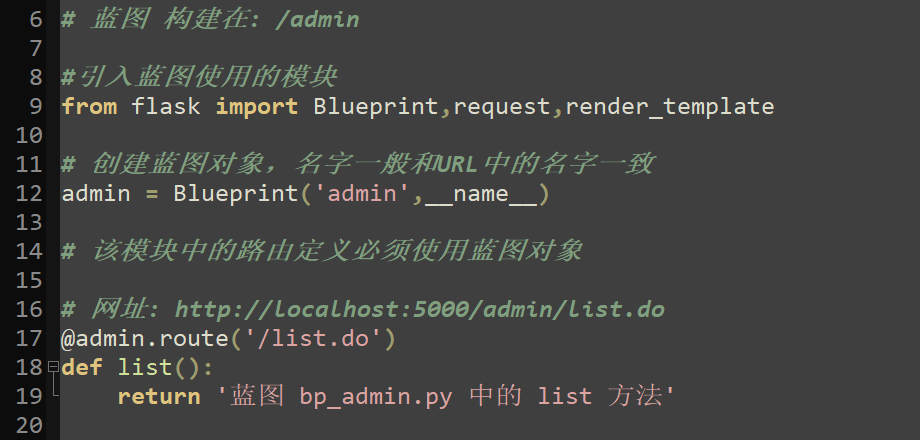 6 # 蓝图 构建在: /admin
7
8 #引入蓝图使用的模块
9 from flask import Blueprint,request,render_template
10
11 # 创建蓝图对象，名字一般和URL中的名字一致
12 admin = Blueprint('admin',__name__)
13
14 # 该模块中的路由定义必须使用蓝图对象
15
16 # 网址: http://localhost:5000/admin/list.do
17 @admin.route('/list.do')
18 def list():
19     return '蓝图 bp_admin.py 中的 list 方法'
20